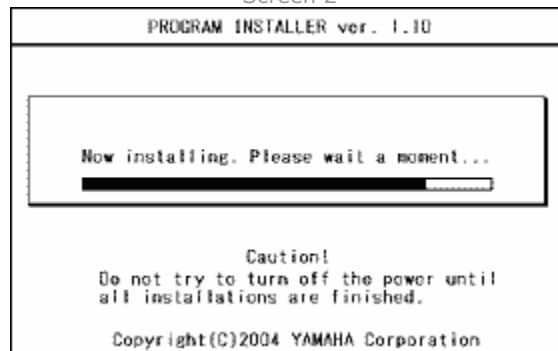 Screen 2
PROGRAM INSTALLER ver. 1.10
Now installing. Please wait a moment...
Caution!
Do not try to turn off the power until
all installations are finished.
Copyright(C)2004 YAMAHA Corporation